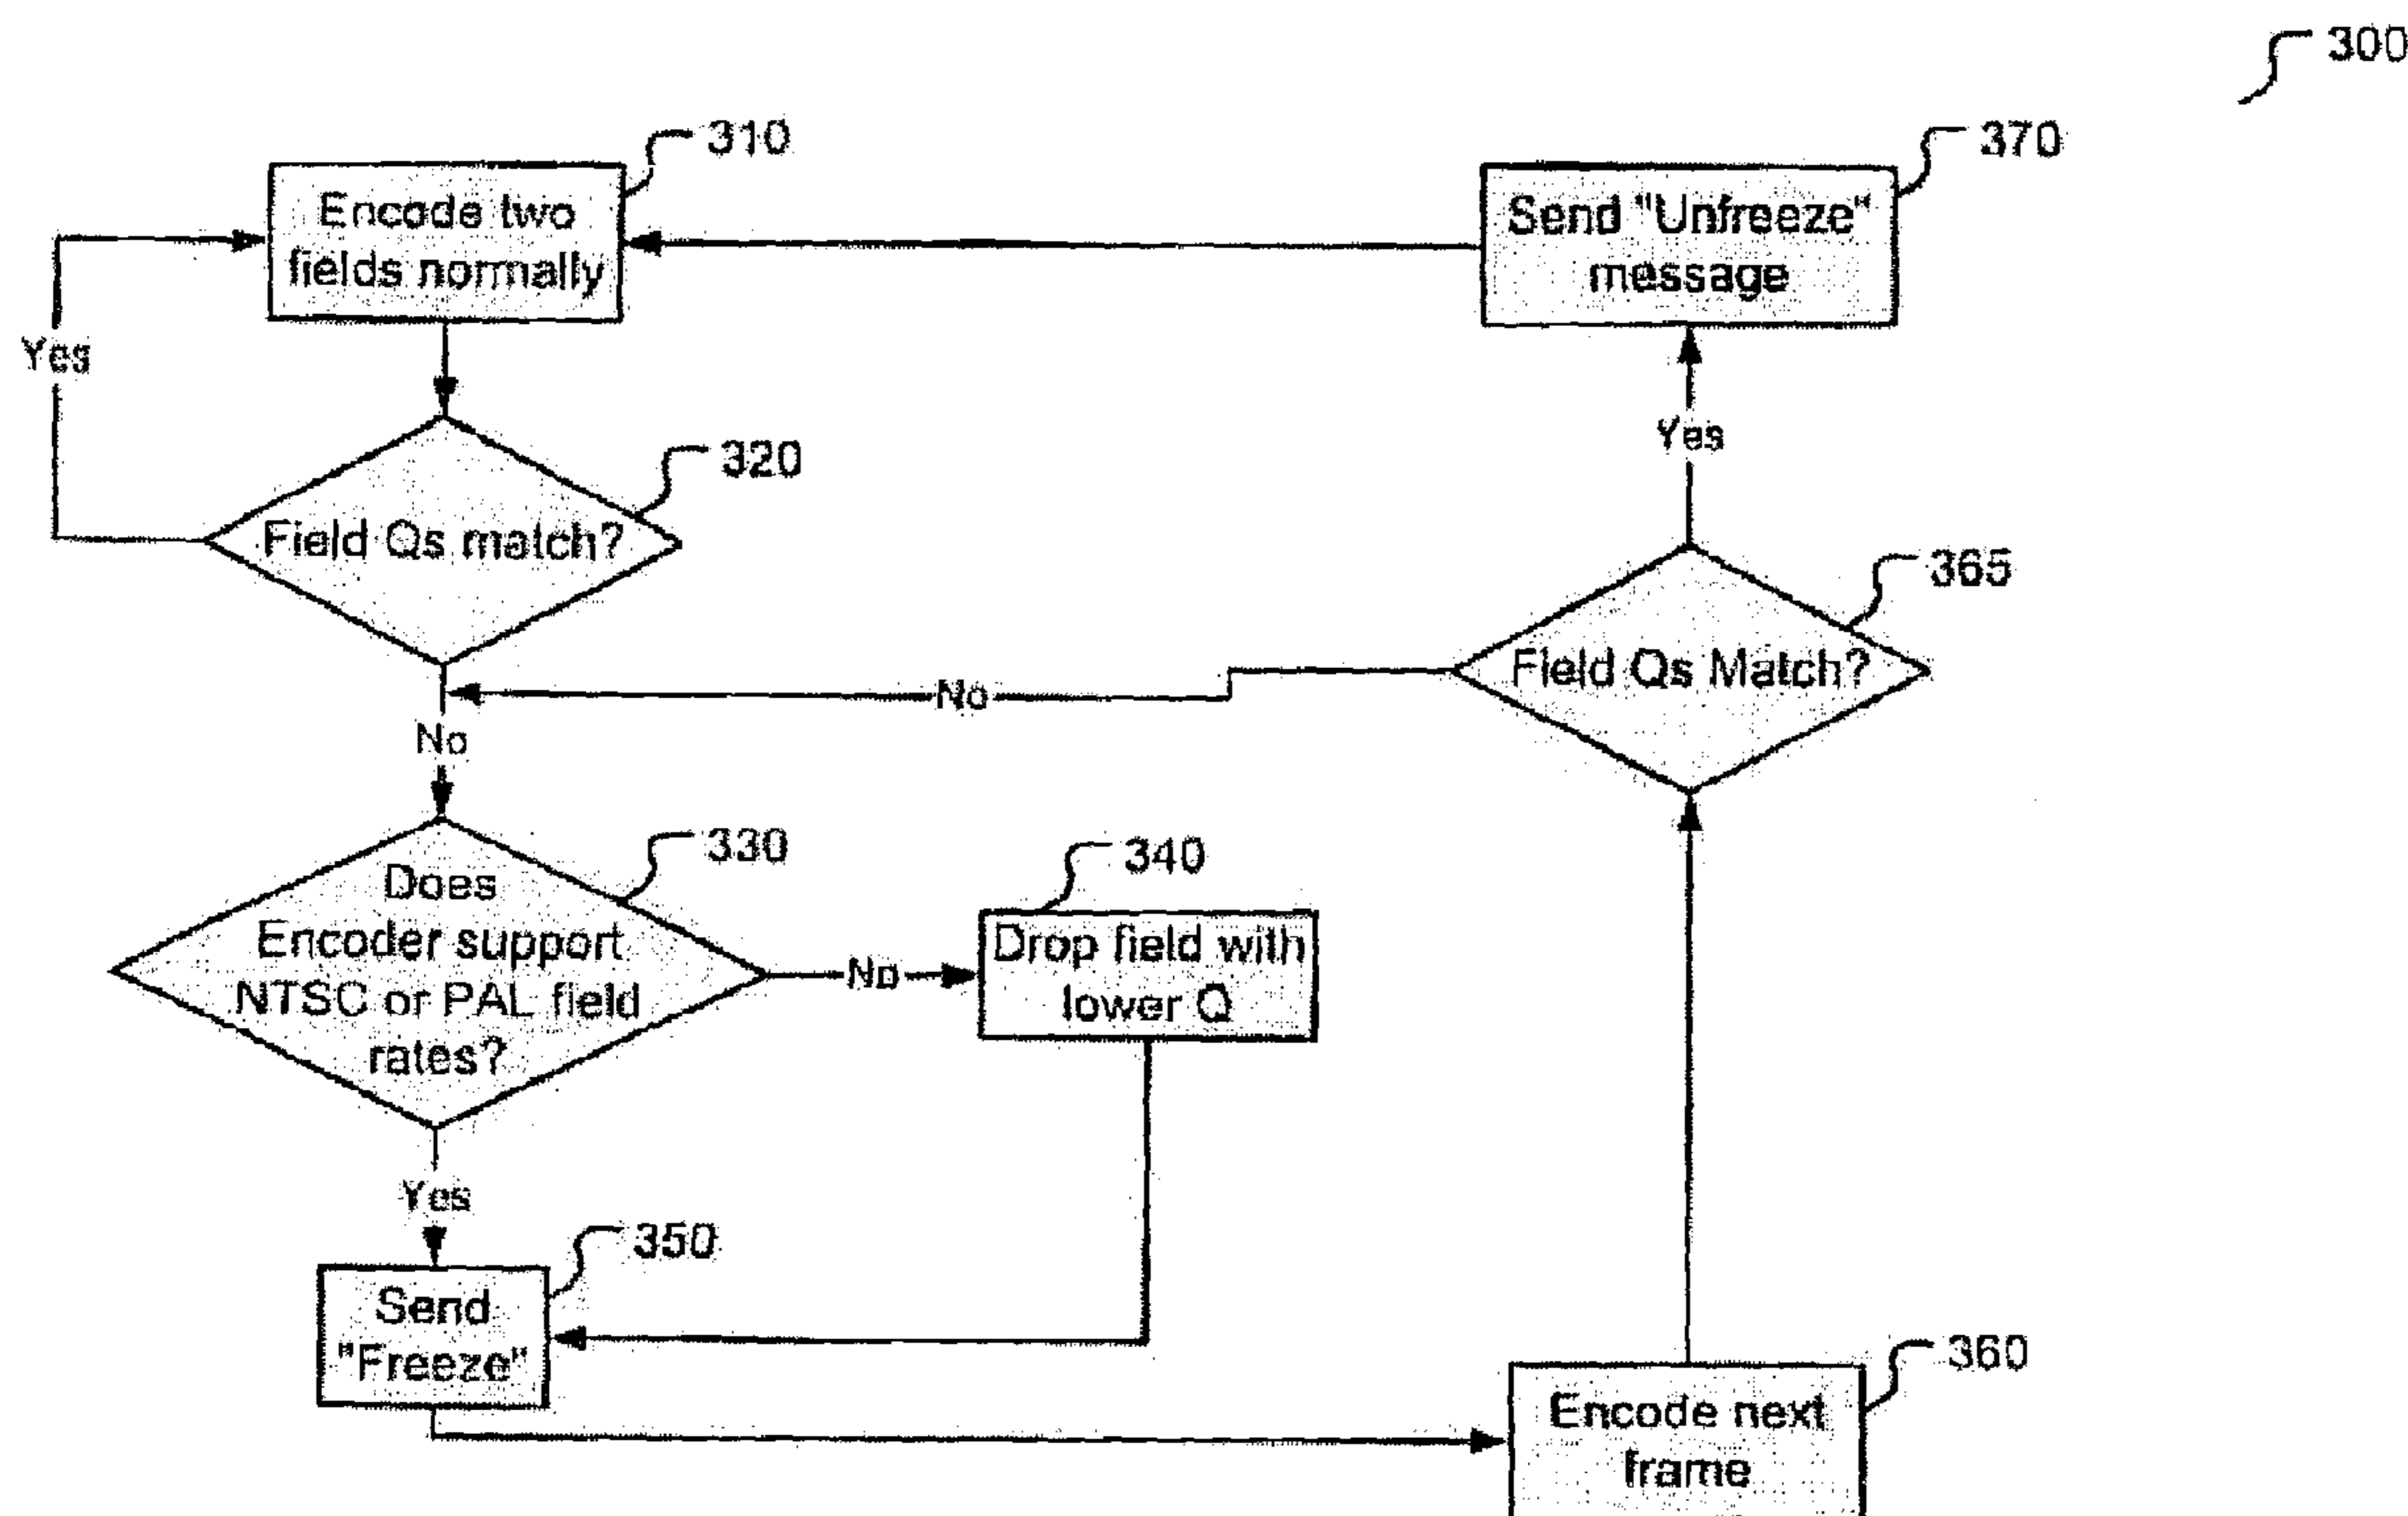 300
310
Encode two
fields normally
370
Send "Unfreeze"
message
Yes
320
Field Qs match?
Yes
365
Field Qs Match?
No
No
330
Does
Encoder support
NTSC or PAL field
rates?
No
340
Drop field with
lower Q
Yes
350
Send
"Freeze"
360
Encode next
frame